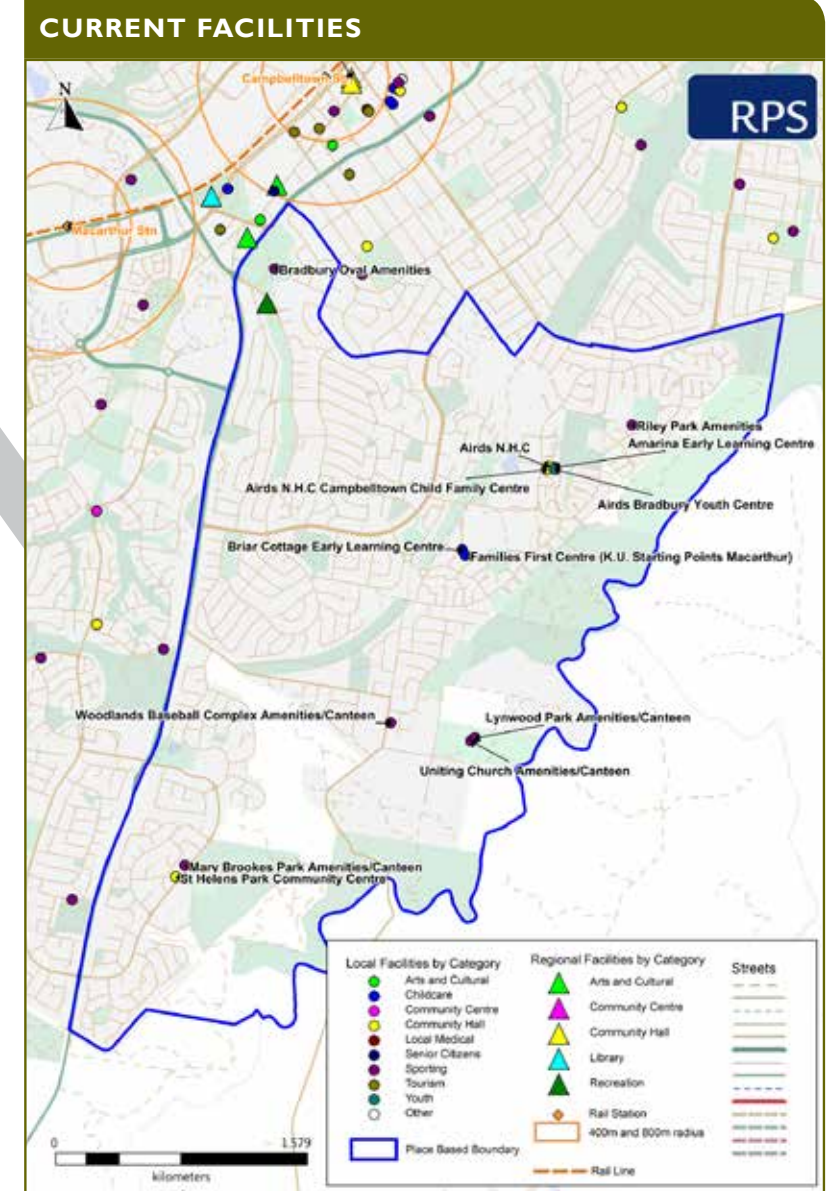 CURRENT FACILITIES
Campbelltown Stn
N
RPS
Macarthur Stn
Bradbury Oval Amenities
Riley Park Amenities
Amarina Early Learning Centre
Airds N.H.C
Airds N.H.C Campbelltown Child Family Centre
Airds Bradbury Youth Centre
Briar Cottage Early Learning Centre
Families First Centre (K.U. Starting Points Macarthur)
Woodlands Baseball Complex Amenities/Canteen
Lynwood Park Amenities/Canteen
Uniting Church Amenities/Canteen
Mary Brookes Park Amenities/Canteen
St Helens Park Community Centre
Local Facilities by Category
Arts and Cultural
Childcare
Community Centre
Community Hall
Local Medical
Senior Citizens
Sporting
Tourism
Youth
Other
Place Based Boundary
Regional Facilities by Category
Arts and Cultural
Community Centre
Community Hall
Library
Recreation
Rail Station
400m and 800m radius
Rail Line
Streets
0 1.579
kilometers